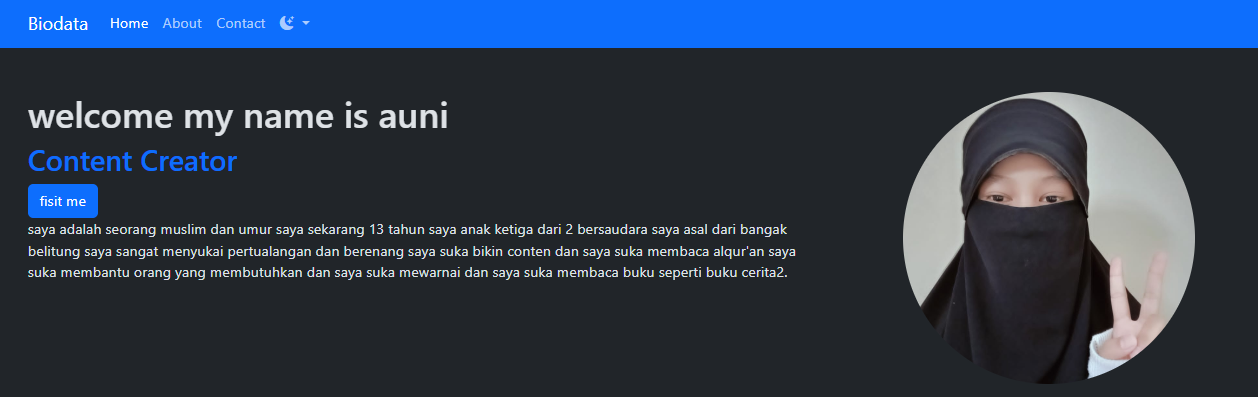 Biodata Home About Contact
welcome my name is auni
Content Creator
fisit me
saya adalah seorang muslim dan umur saya sekarang 13 tahun saya anak ketiga dari 2 bersaudara saya asal dari bangak
belitung saya sangat menyukai pertualangan dan berenang saya suka bikin conten dan saya suka membaca alqur'an saya
suka membantu orang yang membutuhkan dan saya suka mewarnai dan saya suka membaca buku seperti buku cerita2.